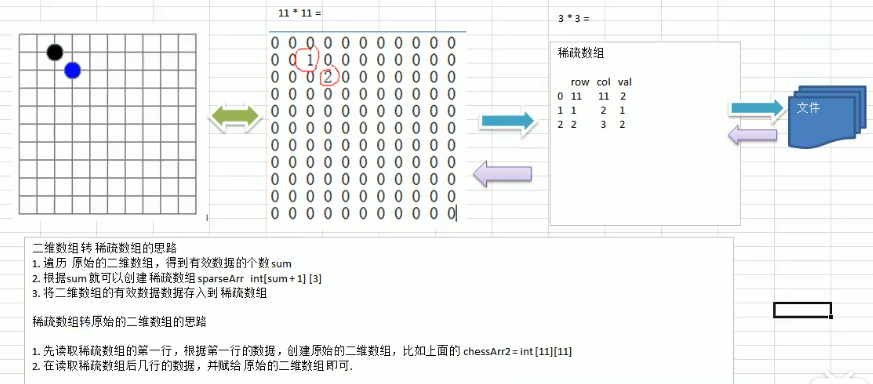 11 * 11 =
3 * 3 =
0 0 0 0 0 0 0 0 0 0 0
0 0 1 0 0 0 0 0 0 0 0
0 0 0 2 0 0 0 0 0 0 0
0 0 0 0 0 0 0 0 0 0 0
0 0 0 0 0 0 0 0 0 0 0
0 0 0 0 0 0 0 0 0 0 0
0 0 0 0 0 0 0 0 0 0 0
0 0 0 0 0 0 0 0 0 0 0
0 0 0 0 0 0 0 0 0 0 0
0 0 0 0 0 0 0 0 0 0 0
0 0 0 0 0 0 0 0 0 0 0
稀疏数组
row col val
0 11 11 2
1 1 2 1
2 2 3 2
文件
二维数组 转 稀疏数组的思路
1. 遍历 原始的二维数组，得到有效数据的个数 sum
2. 根据sum 就可以创建 稀疏数组 sparseArr int[sum + 1] [3]
3. 将二维数组的有效数据数据存入到 稀疏数组
稀疏数组转原始的二维数组的思路
1. 先读取稀疏数组的第一行，根据第一行的数据，创建原始的二维数组，比如上面的 chessArr2 = int [11][11]
2. 在读取稀疏数组后几行的数据，并赋给 原始的二维数组 即可.